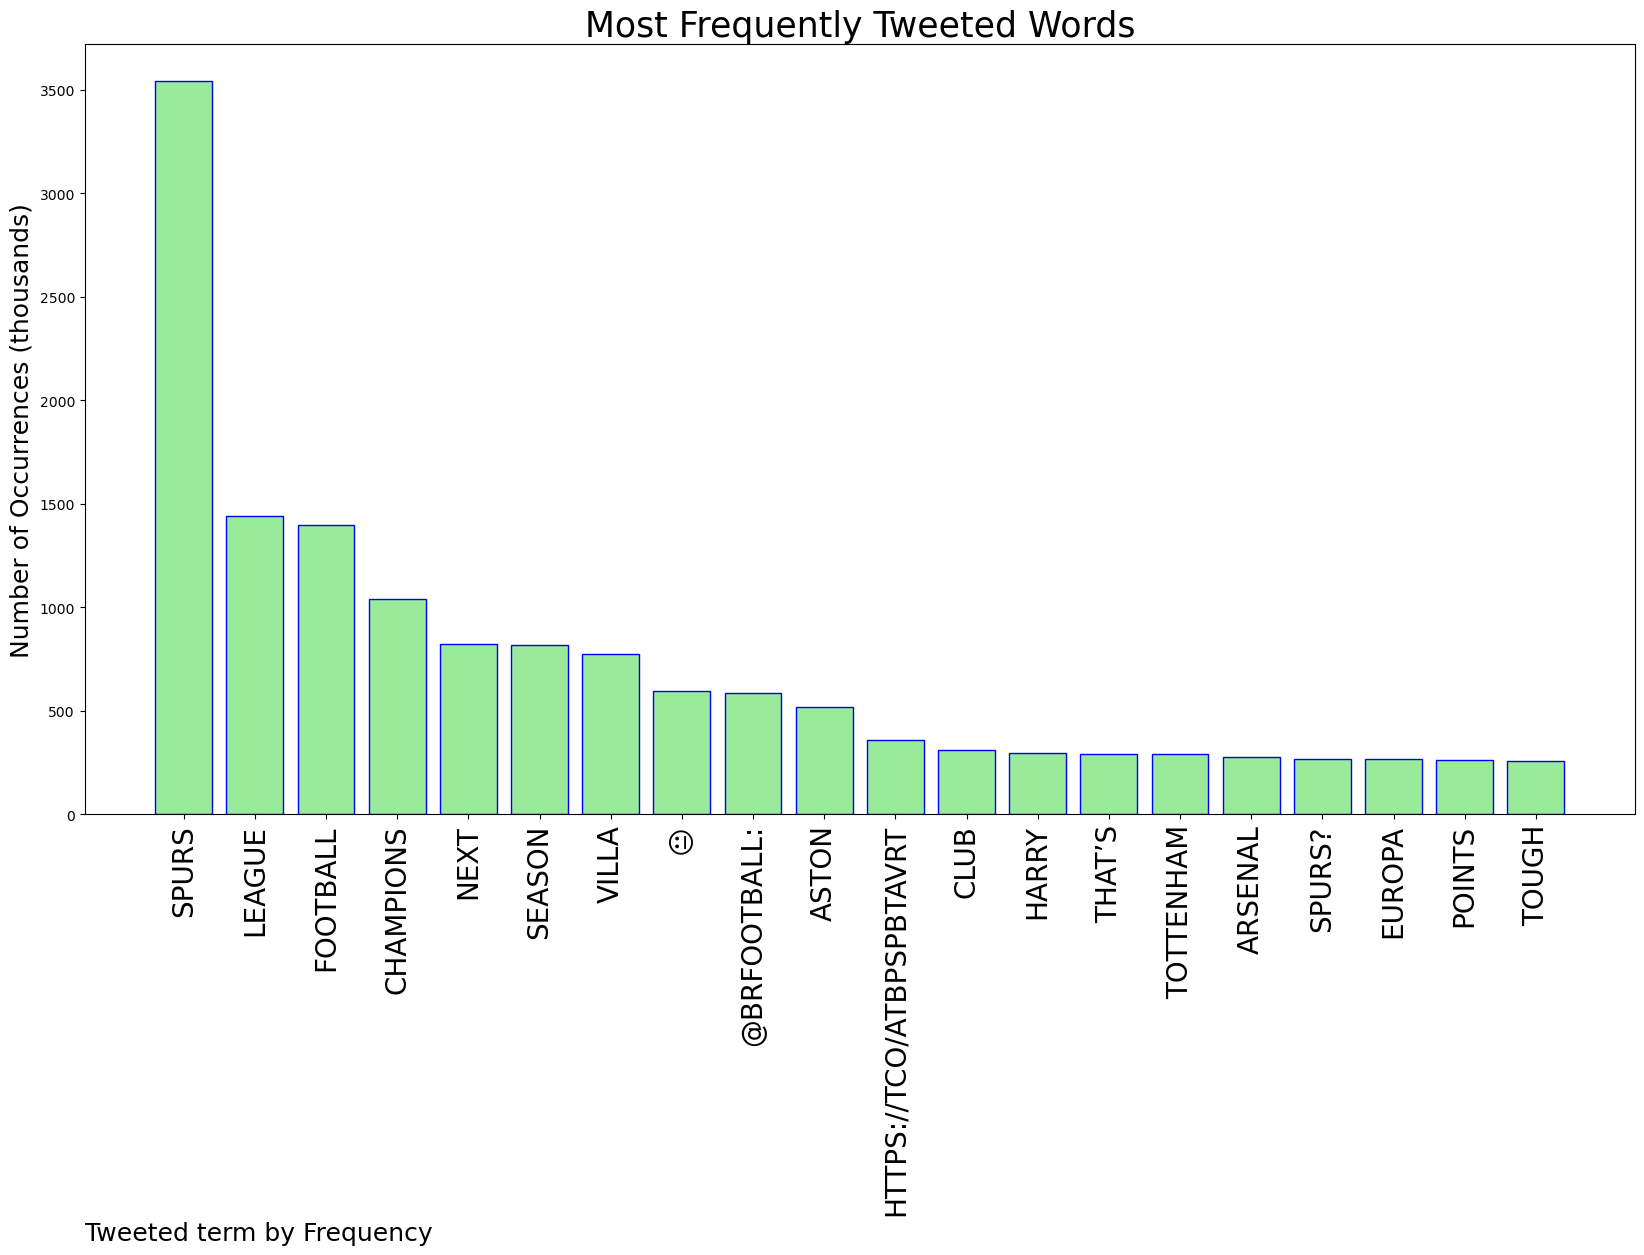 Most Frequently Tweeted Words
Number of Occurrences (thousands)
3500
3000
2500
2000
1500
1000
500
0
SPURS
LEAGUE
FOOTBALL
CHAMPIONS
NEXT
SEASON
VILLA
😐
@BRFOOTBALL:
ASTON
HTTPS://TCO/ATBPSPBTAVRT
CLUB
HARRY
THAT’S
TOTTENHAM
ARSENAL
SPURS?
EUROPA
POINTS
TOUGH
Tweeted term by Frequency